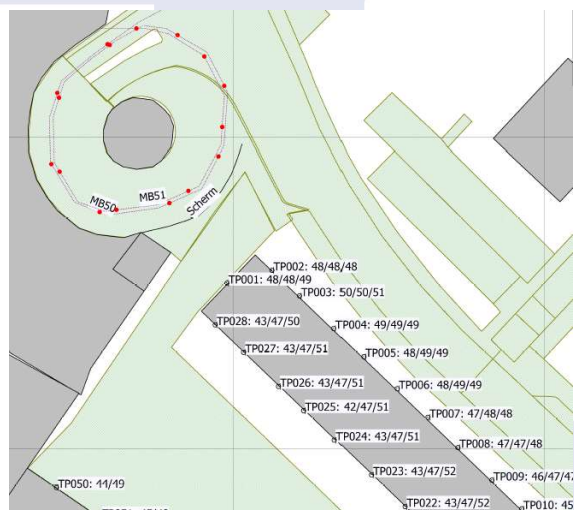 MB50
MB51
Scherm
TP002: 48/48/48
TP001: 48/48/49
TP003: 50/50/51
TP028: 43/47/50
TP004: 49/49/49
TP027: 43/47/51
TP005: 48/49/49
TP026: 43/47/51
TP006: 48/49/49
TP025: 42/47/51
TP007: 47/48/48
TP024: 43/47/51
TP008: 47/47/48
TP023: 43/47/52
TP009: 46/47/47
TP050: 44/49
TP022: 43/47/52
TP010: 45